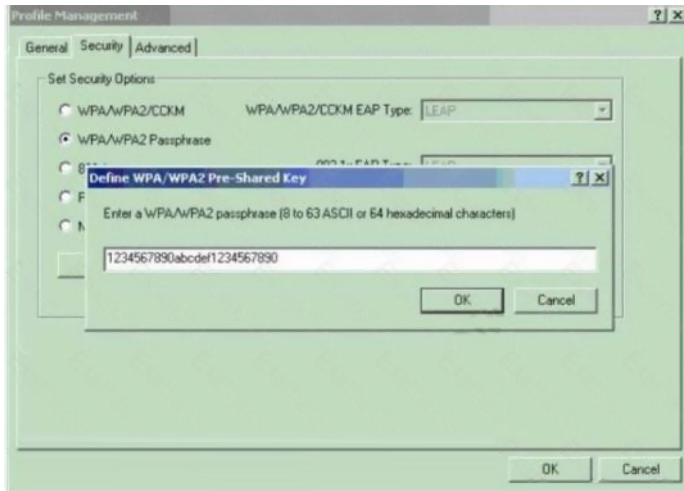 Profile Management
General Security Advanced
Set Security Options
WPA/WPA2/CCKM WPA/WPA2/CCKM EAP Type: LEAP
WPA/WPA2 Passphrase
Define WPA/WPA2 Pre-Shared Key
Enter a WPA/WPA2 passphrase (8 to 63 ASCII or 64 hexadecimal characters)
1234567890abcdef1234567890
OK Cancel
OK Cancel